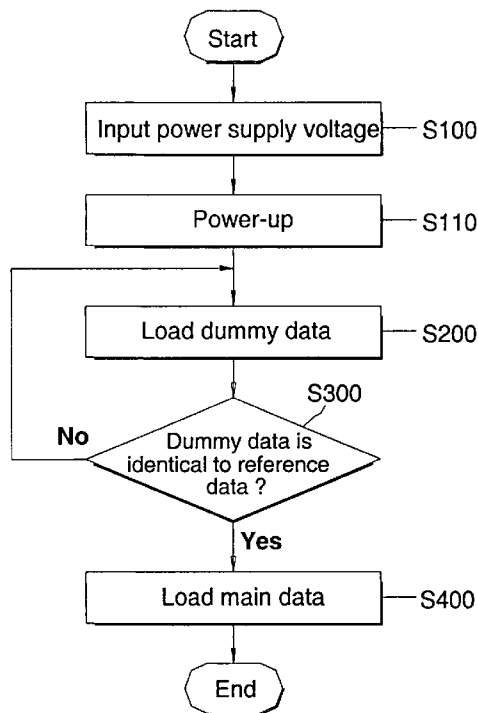 Start
Input power supply voltage
S100
Power-up
S110
Load dummy data
S200
S300
No
Dummy data is
identical to reference
data ?
Yes
Load main data
S400
End